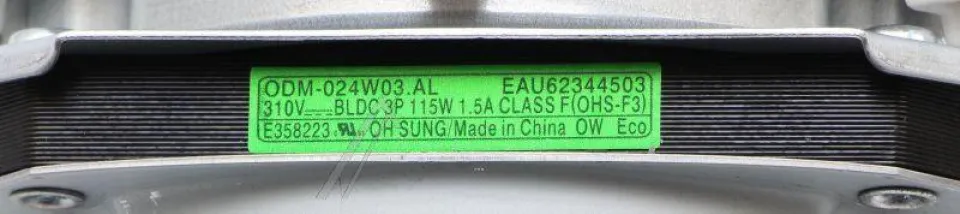 ODM-024W03.AL EAU62344503
310V⎓BLDC 3P 115W 1.5A CLASS F(OHS-F3)
E358223 OH SUNG/Made in China OW Eco